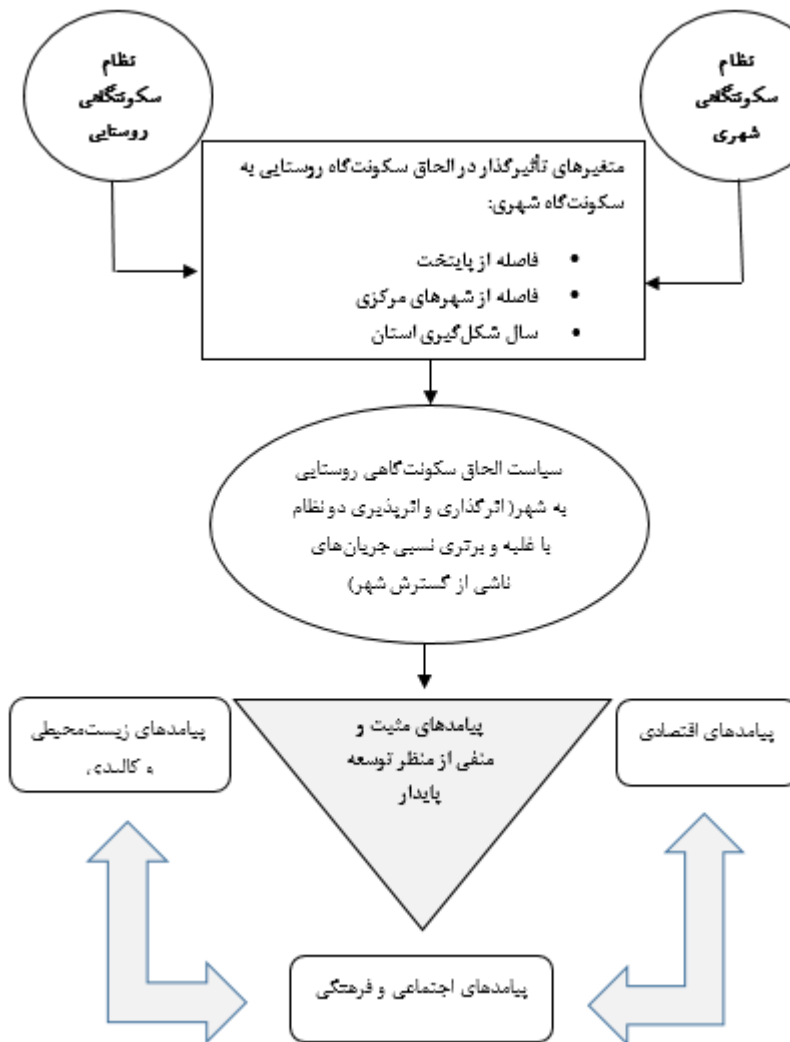 نظام
سکونتگاهی
شهری
نظام
سکونتگاهی
روستایی
متغیرهای تأثیرگذار در الحاق سکونت‌گاه روستایی به
سکونت‌گاه شهری:
• فاصله از پایتخت
• فاصله از شهرهای مرکزی
• سال شکل‌گیری استان
سیاست الحاق سکونت‌گاهی روستایی
به شهر( اثرگذاری و اثرپذیری دو نظام
با غلبه و برتری نسبی جریان‌های
ناشی از گسترش شهر)
پیامدهای مثبت و
منفی از منظر توسعه
پایدار
پیامدهای اقتصادی
پیامدهای زیست‌محیطی
و کالبدی
پیامدهای اجتماعی و فرهنگی